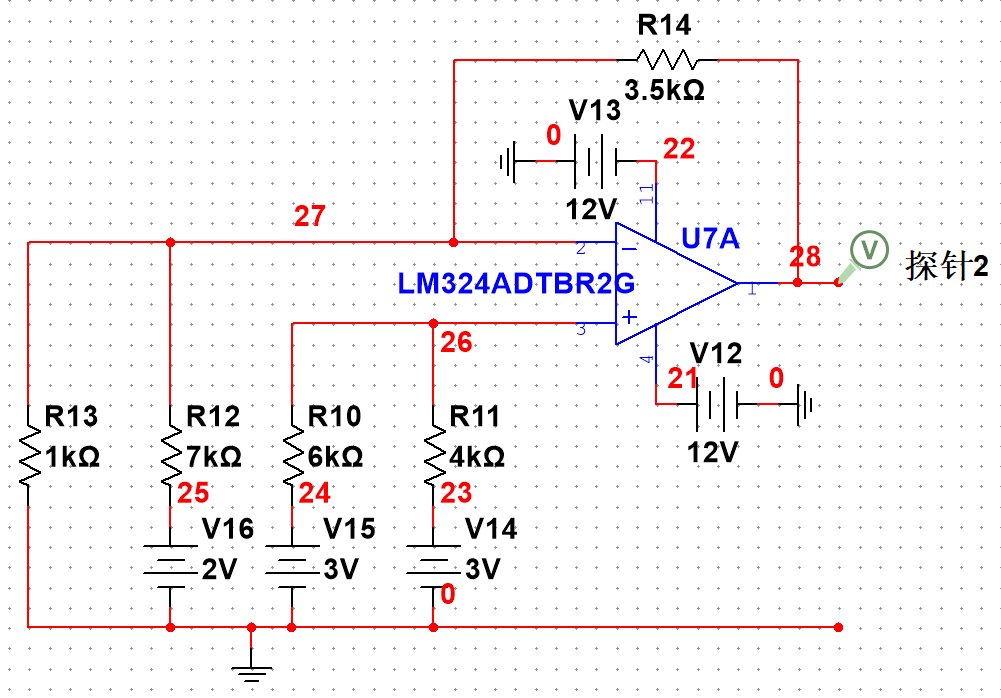 R14
3.5kΩ
V13
0
22
12V
11
27
U7A
2
28
V
探针2
LM324ADTBR2G
1
3
26
4
V12
21
0
12V
R13
1kΩ
R12
7kΩ
R10
6kΩ
R11
4kΩ
25
24
23
V16
2V
V15
3V
V14
3V
0